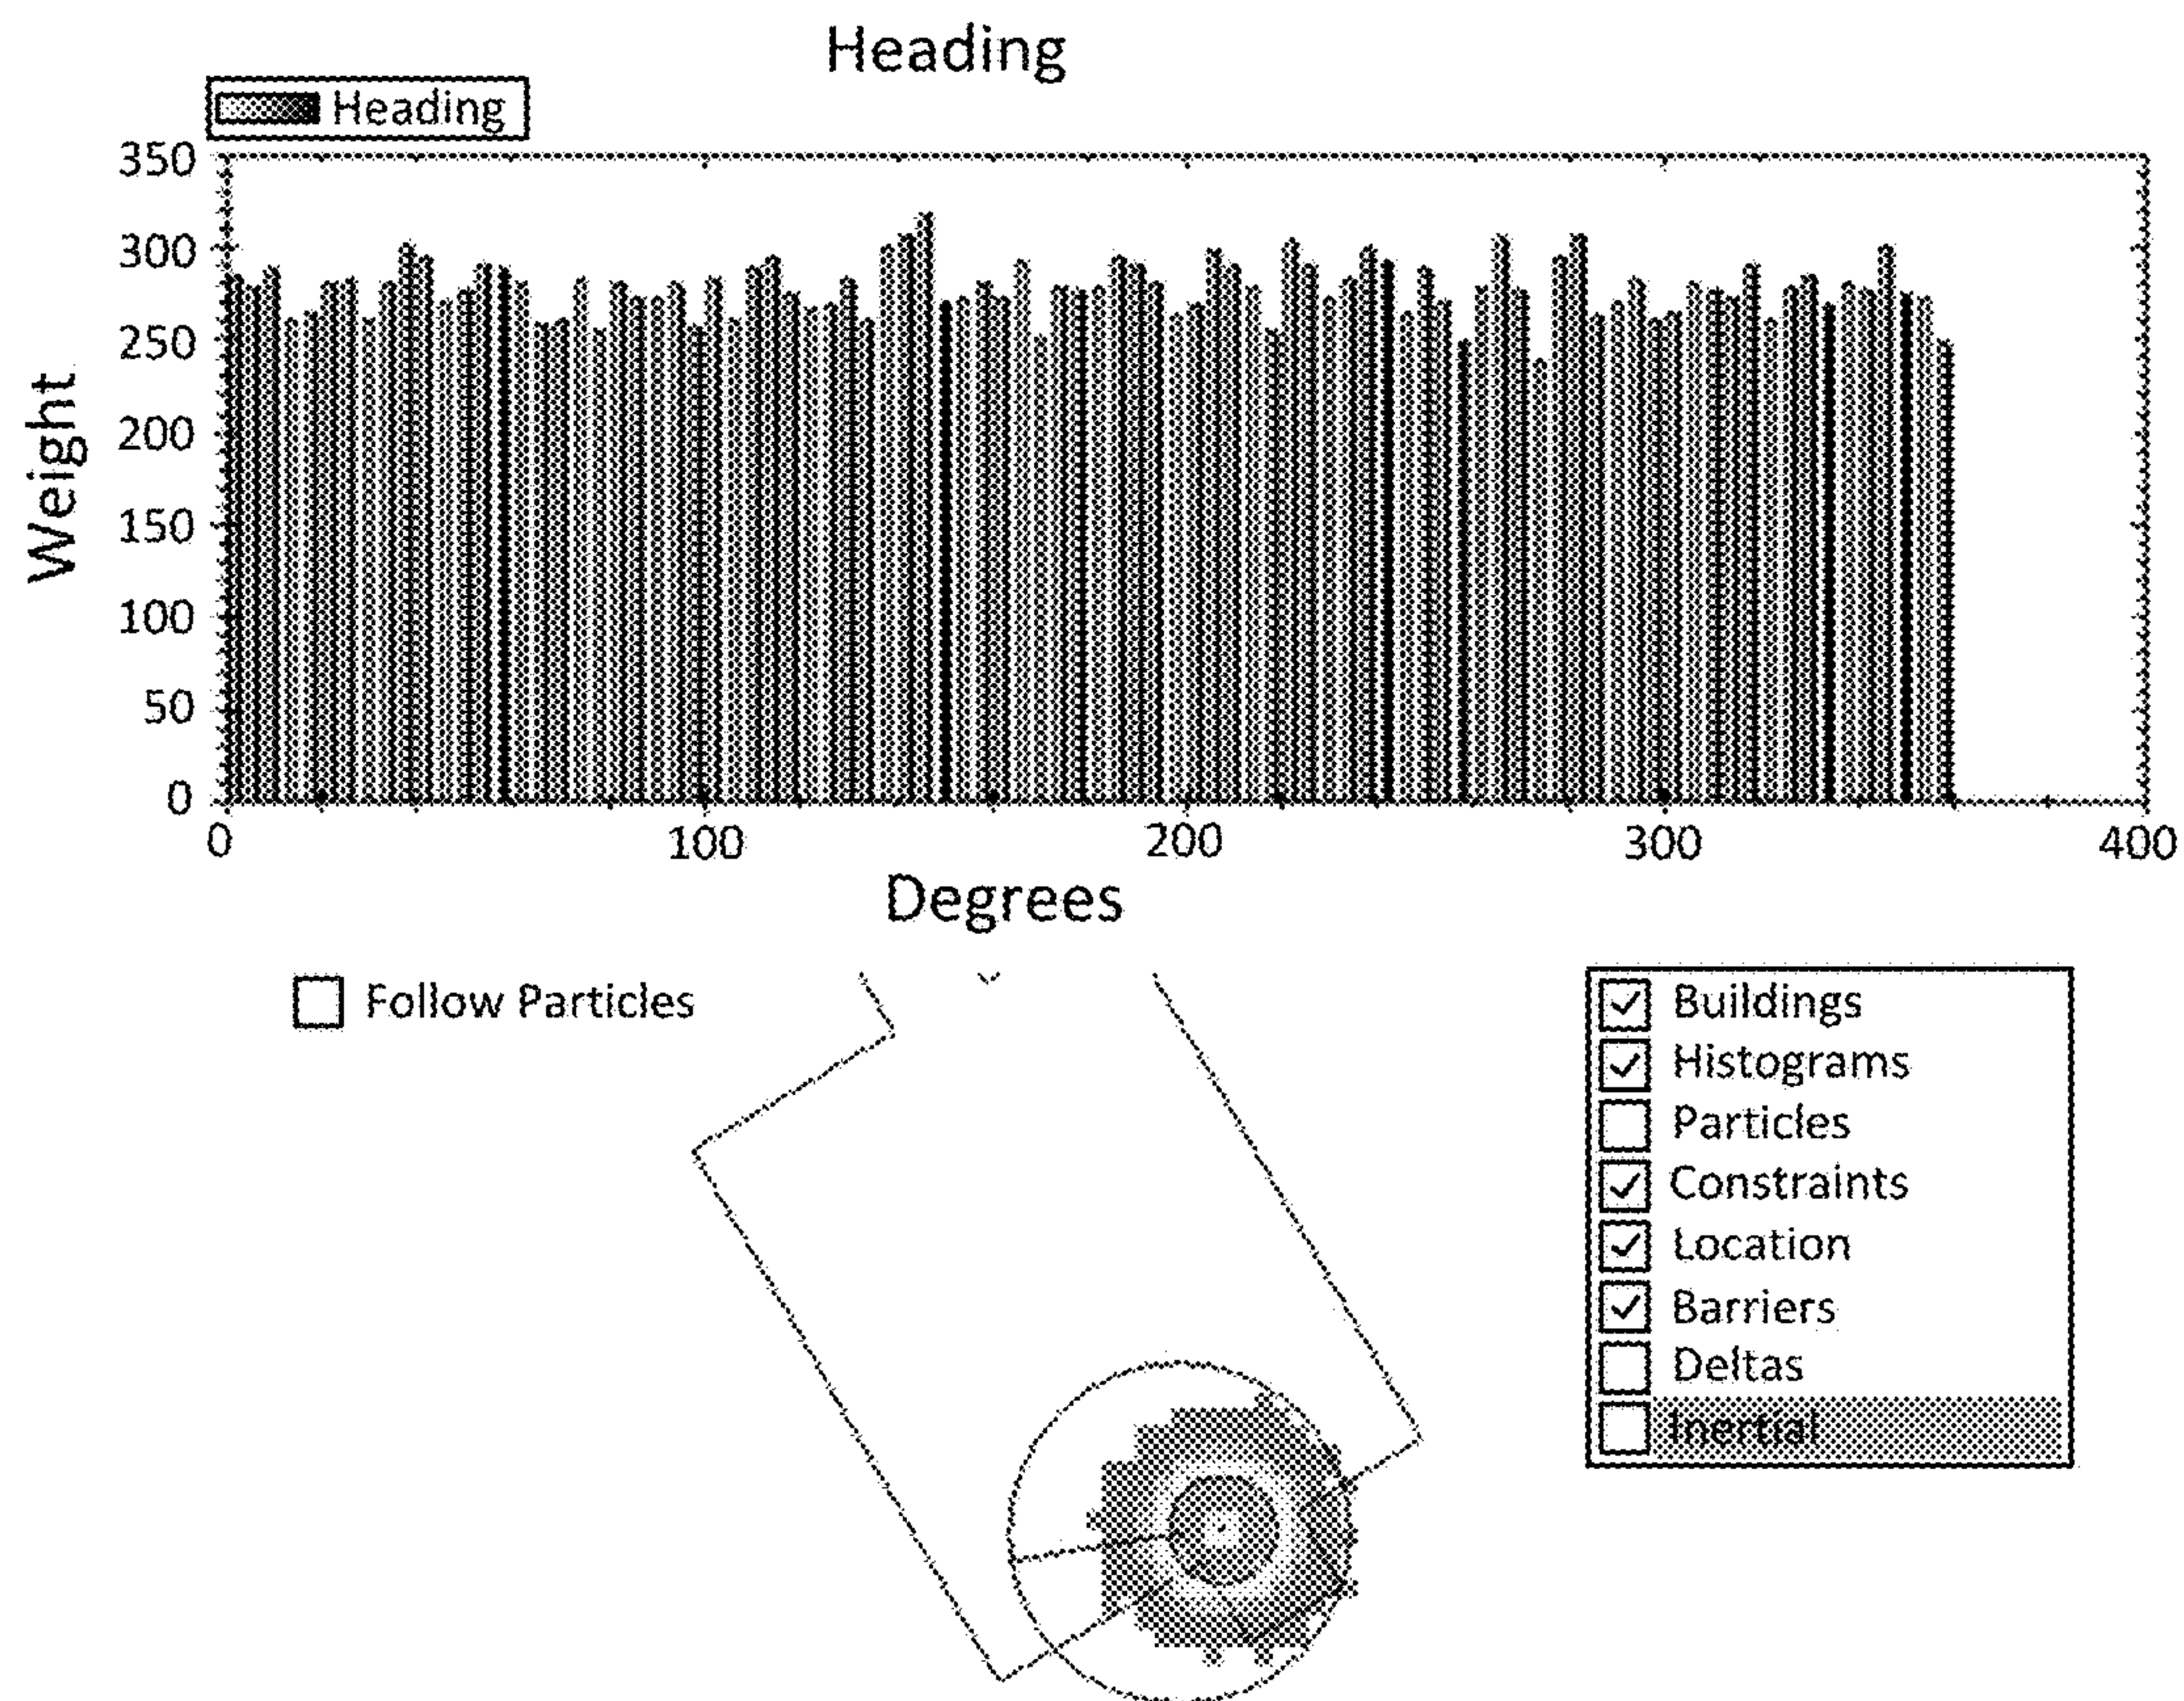 Heading
Heading
350
300
250
200
150
100
50
0
Weight
0 100 200 300 400
Degrees
Follow Particles
Buildings
Histograms
Particles
Constraints
Location
Barriers
Deltas
Inertial